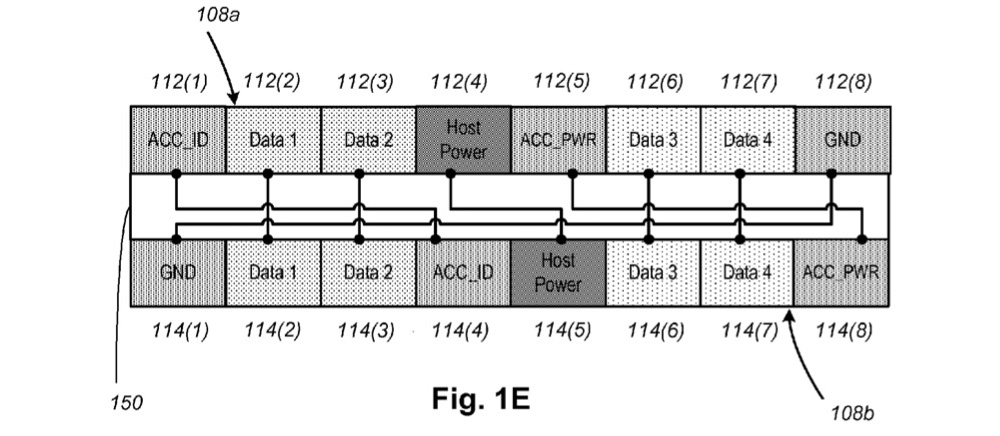 108a
112(1) 112(2) 112(3) 112(4) 112(5) 112(6) 112(7) 112(8)
ACC_ID Data 1 Data 2 Host Power ACC_PWR Data 3 Data 4 GND
GND Data 1 Data 2 ACC_ID Host Power Data 3 Data 4 ACC_PWR
114(1) 114(2) 114(3) 114(4) 114(5) 114(6) 114(7) 114(8)
150
Fig. 1E
108b